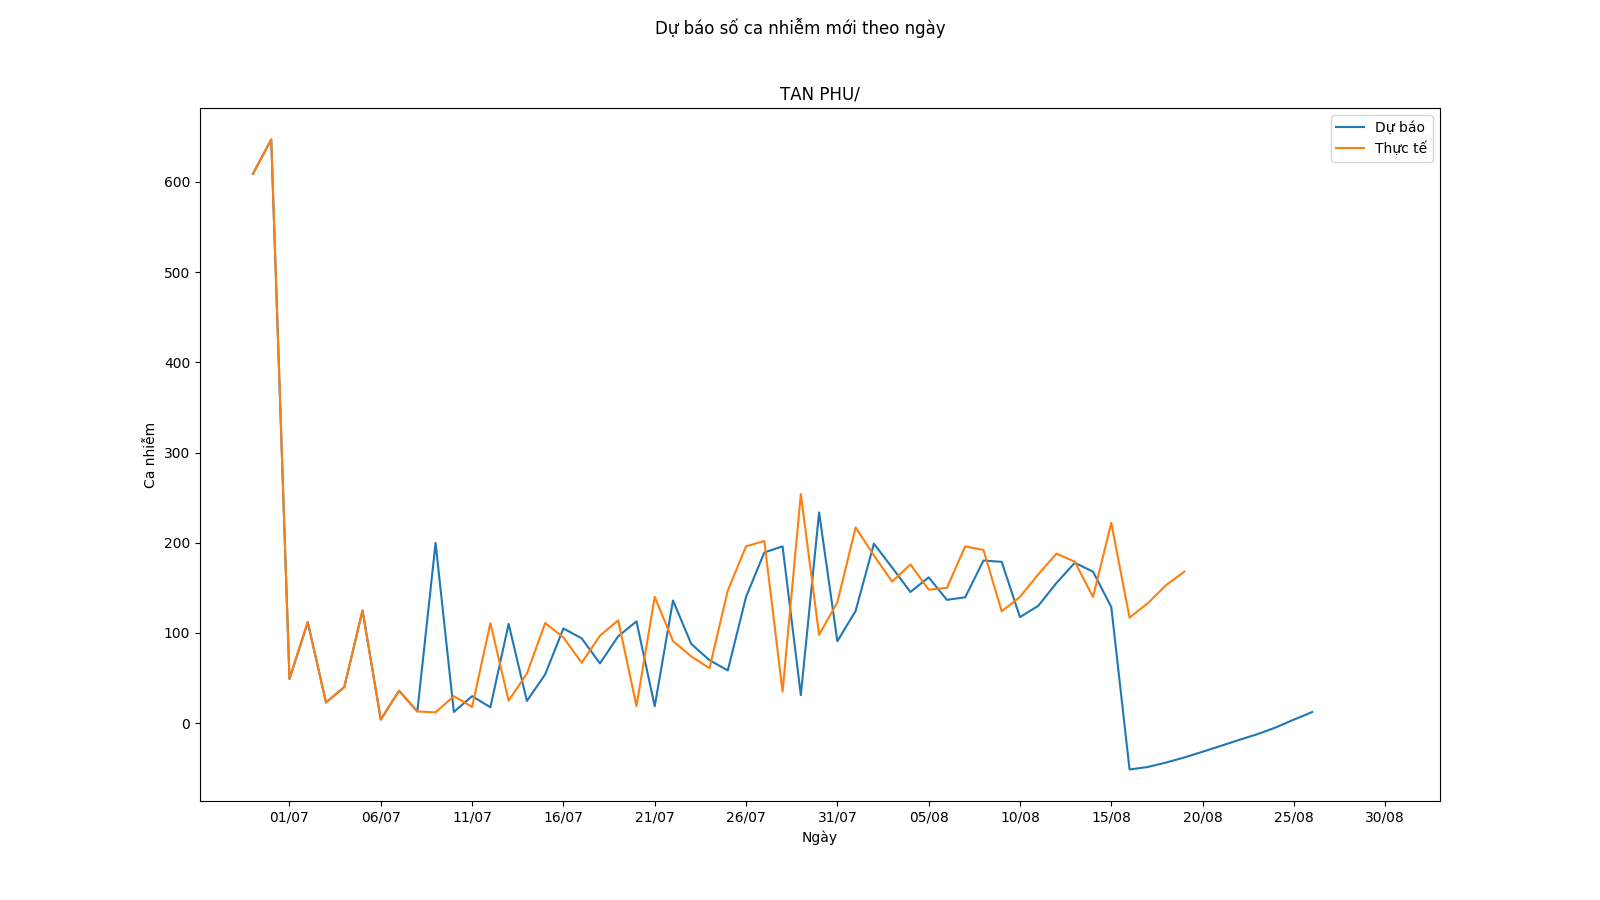 Dự báo số ca nhiễm mới theo ngày
TAN PHU/
Dự báo
Thực tế
600
500
400
300
200
100
0
Ca nhiễm
01/07 06/07 11/07 16/07 21/07 26/07 31/07 05/08 10/08 15/08 20/08 25/08 30/08
Ngày